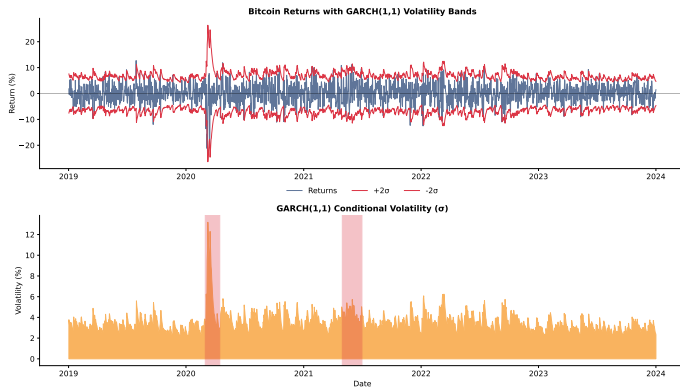 Bitcoin Returns with GARCH(1,1) Volatility Bands
Return (%)
20
10
0
−10
−20
2019 2020 2021 2022 2023 2024
Returns +2σ -2σ
GARCH(1,1) Conditional Volatility (σ)
Volatility (%)
12
10
8
6
4
2
0
2019 2020 2021 2022 2023 2024
Date